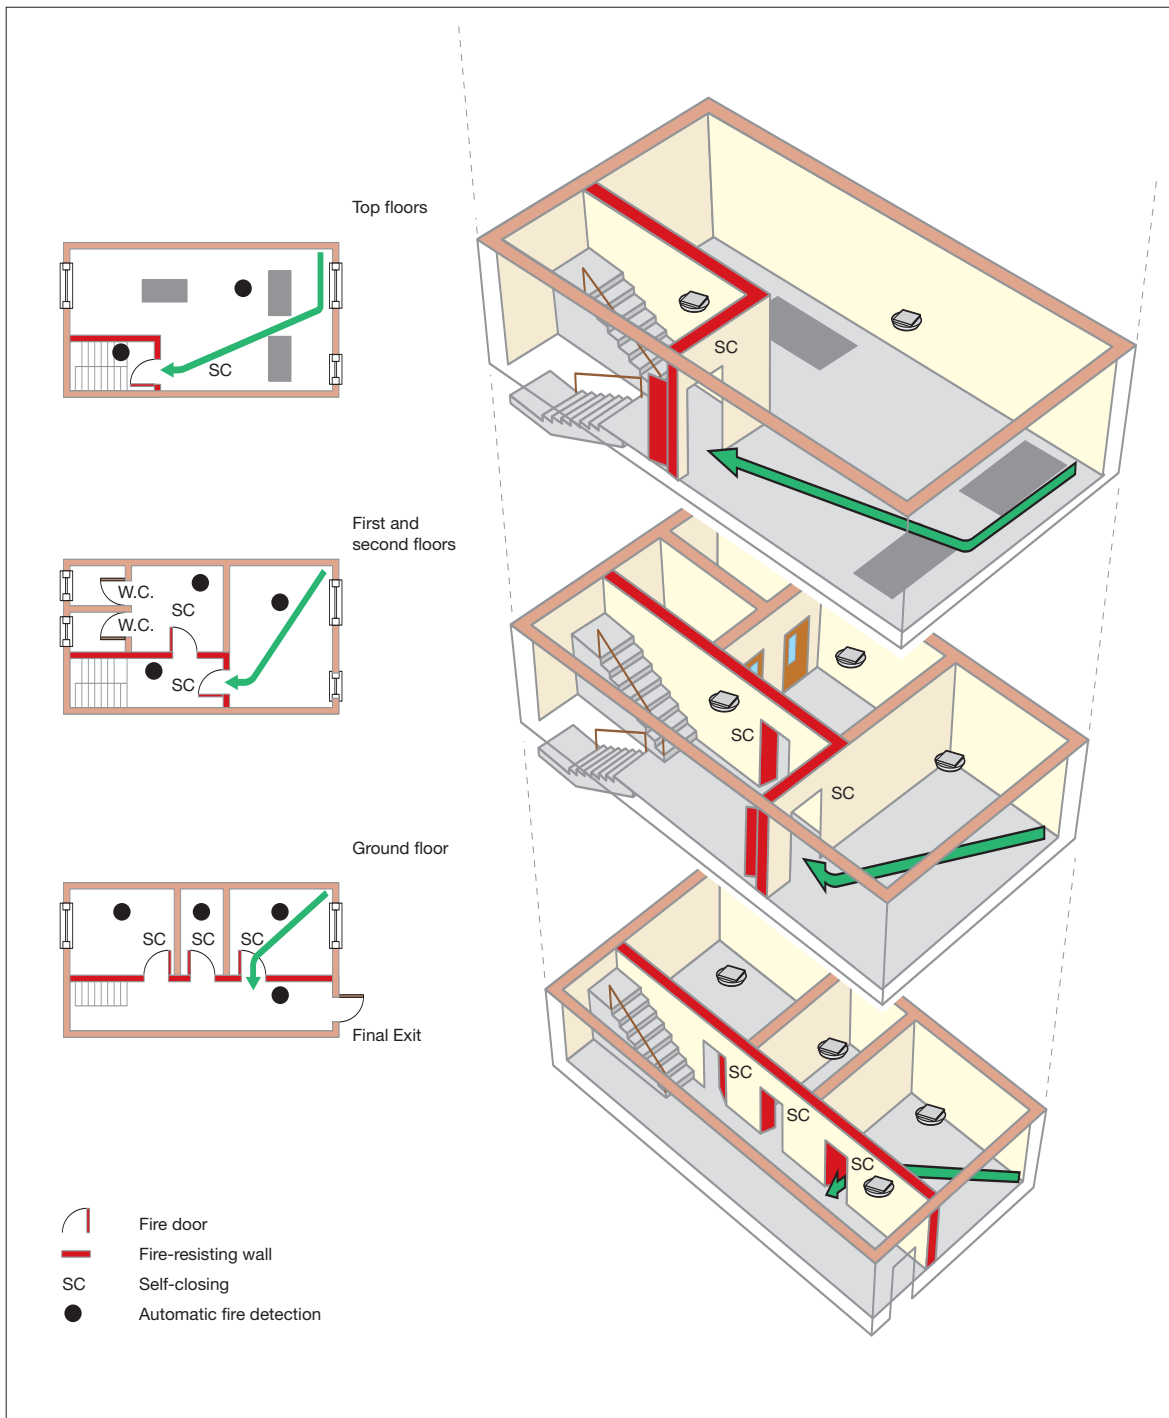 Top floors
SC
First and
second floors
W.C.
SC
W.C.
SC
Ground floor
SC
SC
SC
Final Exit
Fire door
Fire-resisting wall
SC
Self-closing
Automatic fire detection
SC
SC
SC
SC
SC
SC